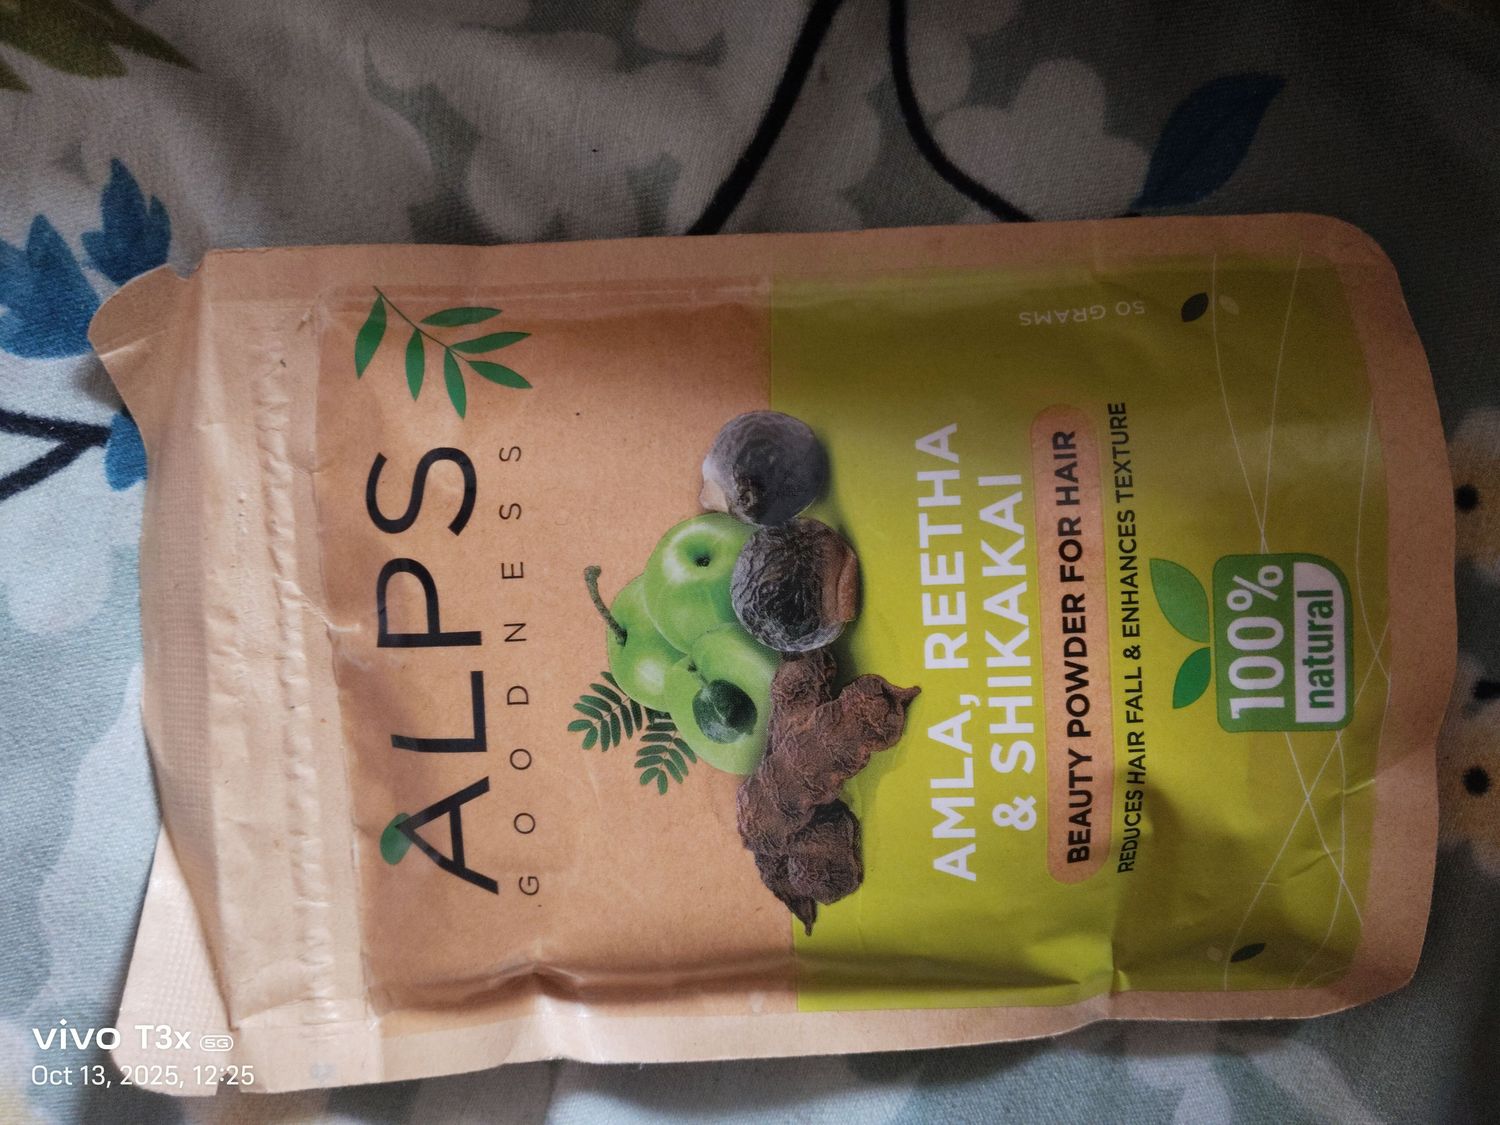 ALPS
GOODNESS
AMLA, REETHA
& SHIKAKAI
BEAUTY POWDER FOR HAIR
REDUCES HAIR FALL & ENHANCES TEXTURE
100%
natural
50 GRAMS
vivo T3x 5G
Oct 13, 2025, 12:25